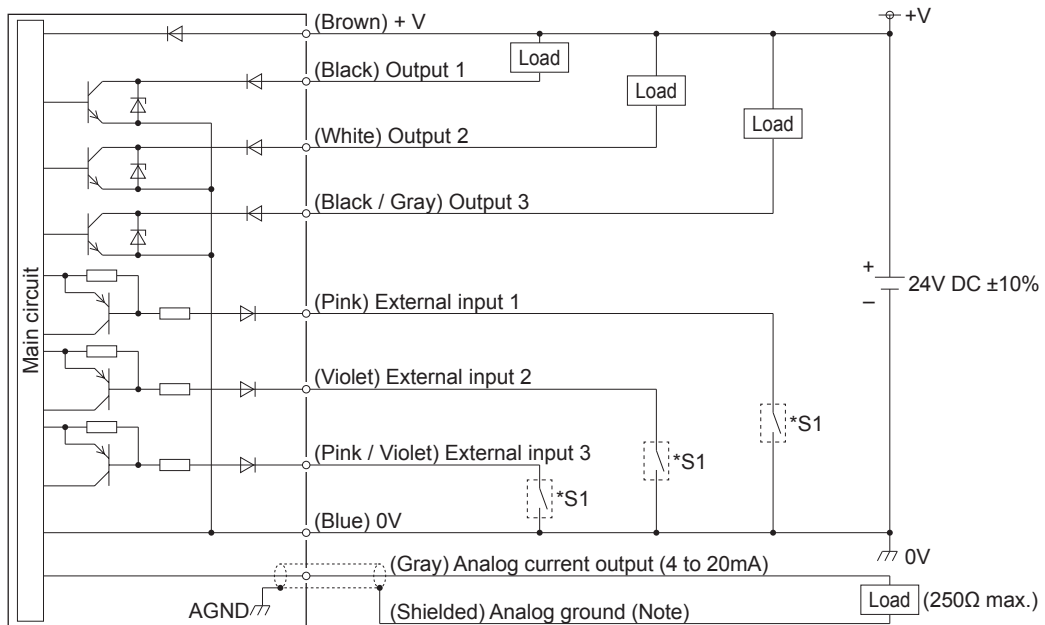 (Brown) + V
+V
Load
(Black) Output 1
Load
Load
(White) Output 2
(Black / Gray) Output 3
Main circuit
+
24V DC ±10%
–
(Pink) External input 1
(Violet) External input 2
*S1
(Pink / Violet) External input 3
*S1
*S1
(Blue) 0V
0V
(Gray) Analog current output (4 to 20mA)
AGND
(Shielded) Analog ground (Note)
Load
(250Ω max.)